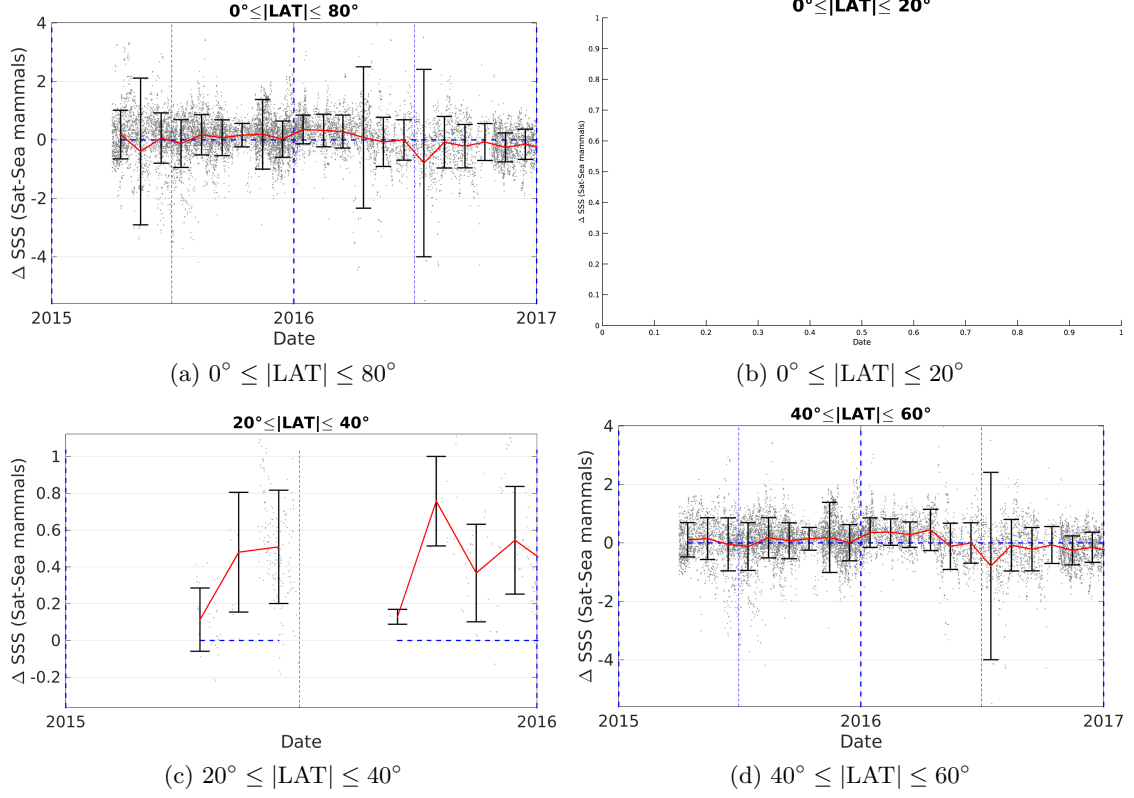 0°≤|LAT|≤ 80°
Δ SSS (Sat-Sea mammals)
4
2
0
-2
-4
2015
2016
2017
Date
(a) 0° ≤ |LAT| ≤ 80°
0°≤|LAT|≤ 20°
Δ SSS (Sat-Sea mammals)
1
0.9
0.8
0.7
0.6
0.5
0.4
0.3
0.2
0.1
0
0
0.1
0.2
0.3
0.4
0.5
0.6
0.7
0.8
0.9
1
Date
(b) 0° ≤ |LAT| ≤ 20°
20°≤|LAT|≤ 40°
Δ SSS (Sat-Sea mammals)
1
0.8
0.6
0.4
0.2
0
-0.2
2015
2016
Date
(c) 20° ≤ |LAT| ≤ 40°
40°≤|LAT|≤ 60°
Δ SSS (Sat-Sea mammals)
4
2
0
-2
-4
2015
2016
2017
Date
(d) 40° ≤ |LAT| ≤ 60°